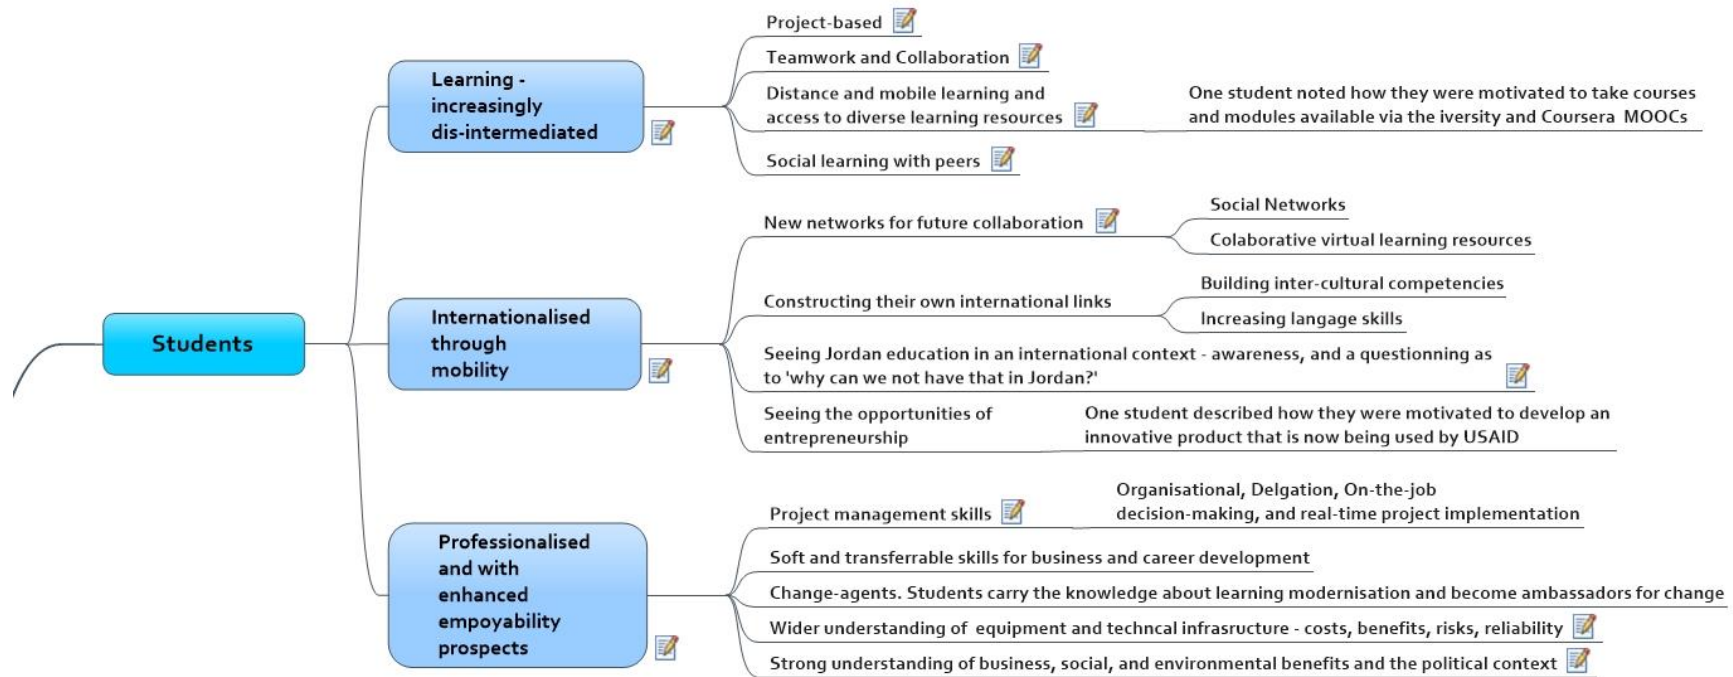 Students
Learning -
increasingly
dis-intermediated
Project-based
Teamwork and Collaboration
Distance and mobile learning and
access to diverse learning resources
One student noted how they were motivated to take courses
and modules available via the iversity and Coursera MOOCs
Social learning with peers
Internationalised
through
mobility
New networks for future collaboration
Social Networks
Colaborative virtual learning resources
Constructing their own international links
Building inter-cultural competencies
Increasing langage skills
Seeing Jordan education in an international context - awareness, and a questionning as
to 'why can we not have that in Jordan?'
Seeing the opportunities of
entrepreneurship
One student described how they were motivated to develop an
innovative product that is now being used by USAID
Professionalised
and with
enhanced
empoyability
prospects
Project management skills
Organisational, Delgation, On-the-job
decision-making, and real-time project implementation
Soft and transferrable skills for business and career development
Change-agents. Students carry the knowledge about learning modernisation and become ambassadors for change
Wider understanding of equipment and techncal infrasructure - costs, benefits, risks, reliability
Strong understanding of business, social, and environmental benefits and the political context